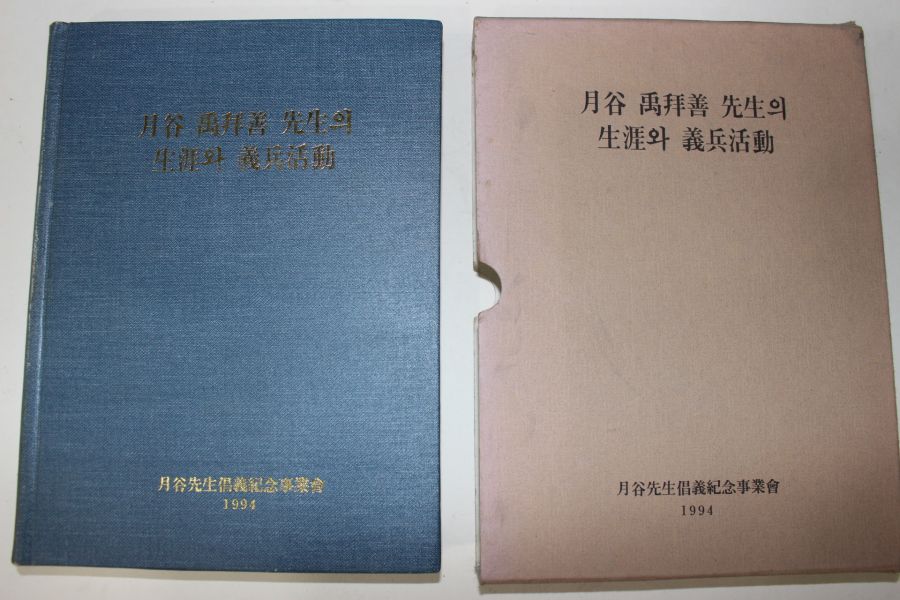 月谷 禹拜善 先生의
生涯와 義兵活動
月谷先生倡義紀念事業會
1994
月谷 禹拜善 先生의
生涯와 義兵活動
月谷先生倡義紀念事業會
1994